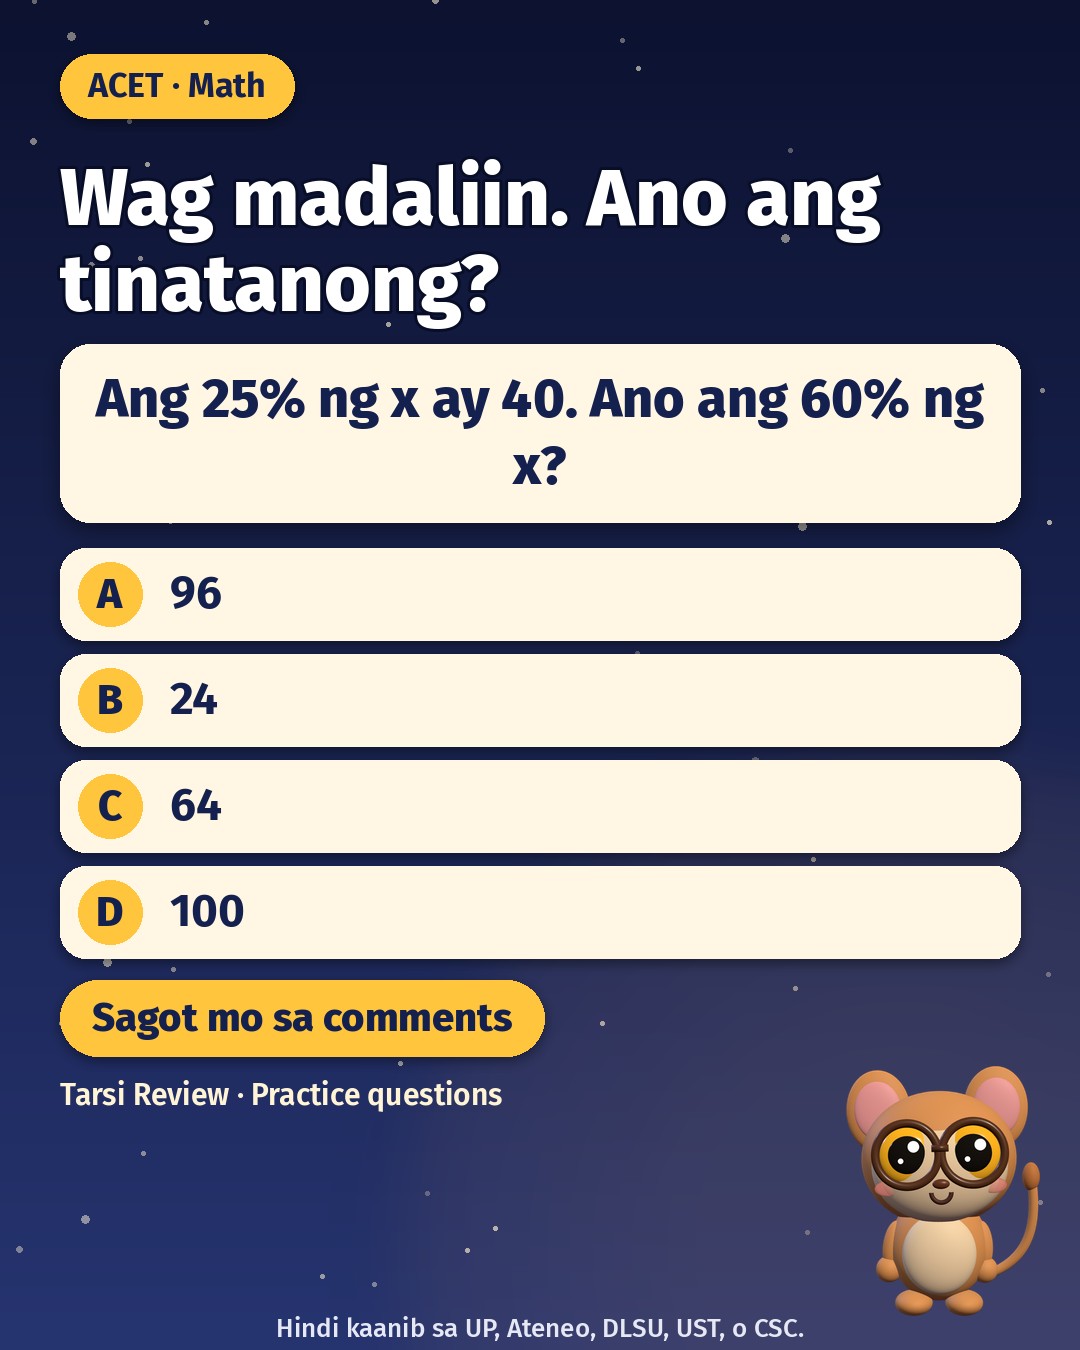 ACET · Math
Wag madaliin. Ano ang
tinatanong?
Ang 25% ng x ay 40. Ano ang 60% ng
x?
A 96
B 24
C 64
D 100
Sagot mo sa comments
Tarsi Review · Practice questions
Hindi kaanib sa UP, Ateneo, DLSU, UST, o CSC.